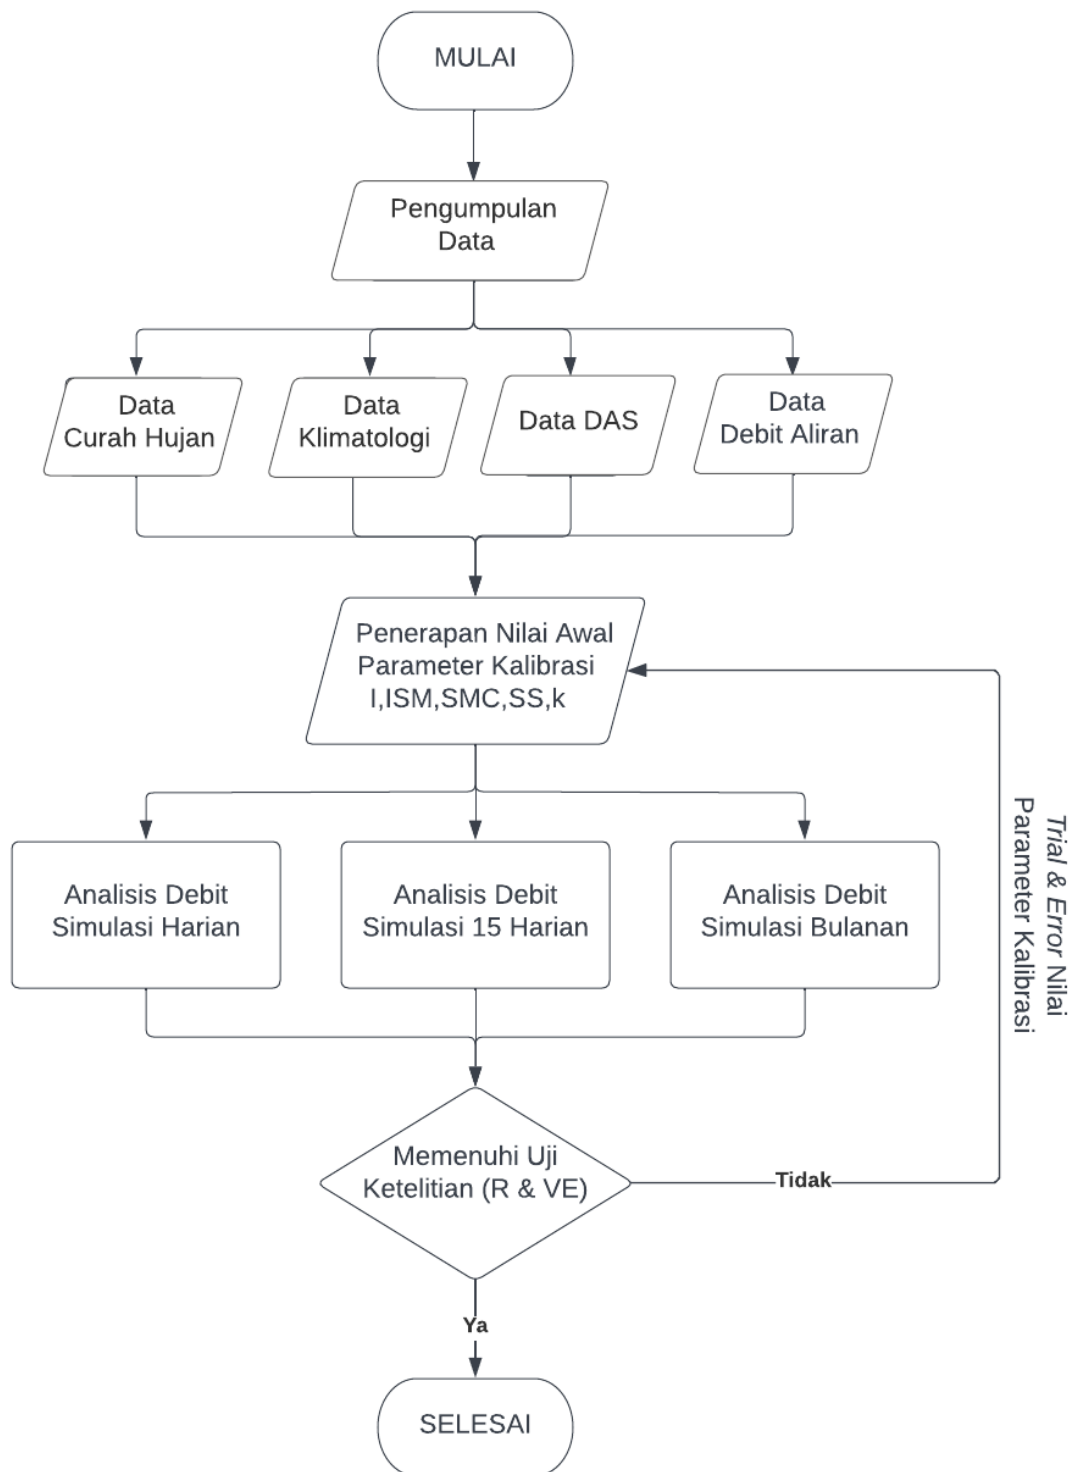 MULAI
Pengumpulan
Data
Data
Curah Hujan
Data
Klimatologi
Data DAS
Data
Debit Aliran
Penerapan Nilai Awal
Parameter Kalibrasi
I,ISM,SMC,SS,k
Analisis Debit
Simulasi Harian
Analisis Debit
Simulasi 15 Harian
Analisis Debit
Simulasi Bulanan
Trial & Error Nilai
Parameter Kalibrasi
Memenuhi Uji
Ketelitian (R & VE)
Tidak
Ya
SELESAI